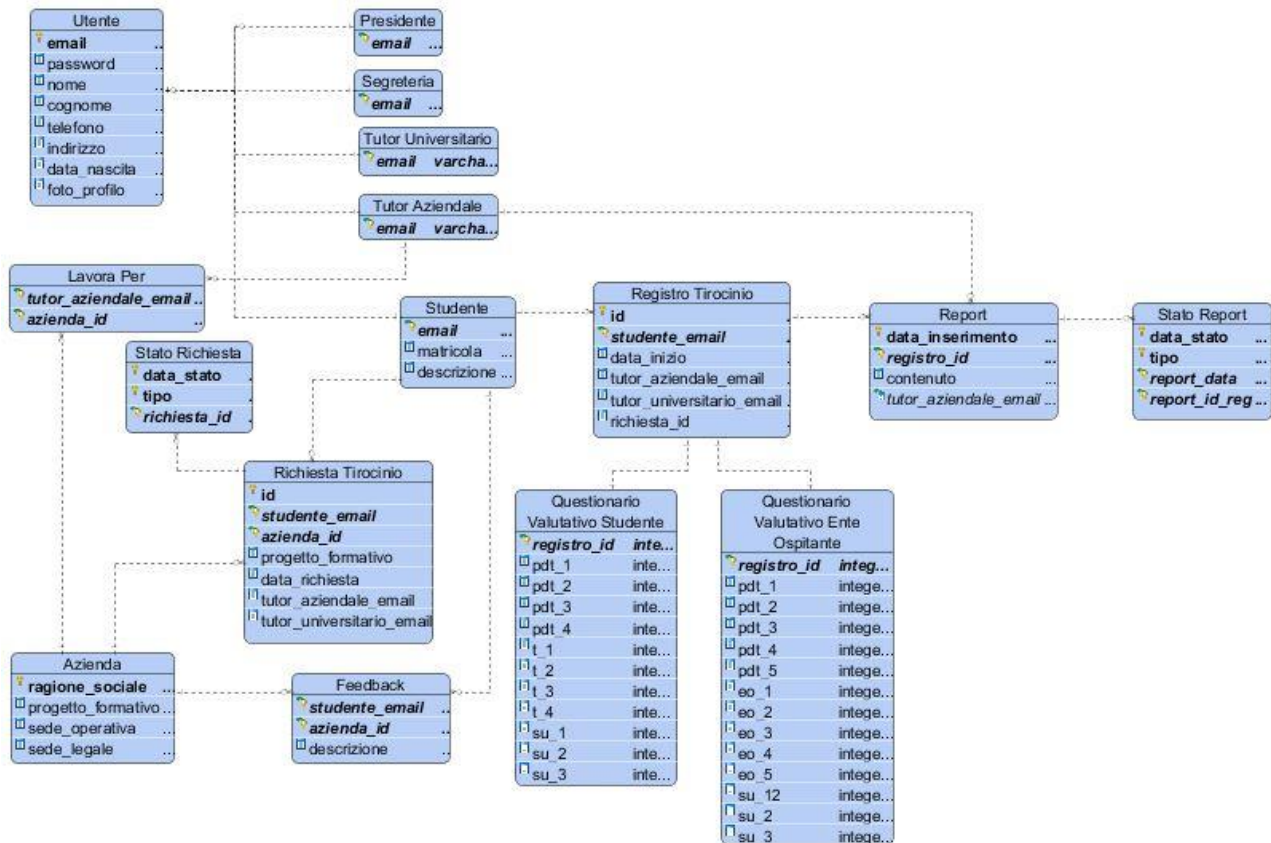 Utente
email ..
password ..
nome ..
cognome ..
telefono ..
indirizzo ..
data_nascita ..
foto_profilo ..
Presidente
email ...
Segreteria
email ...
Tutor Universitario
email varcha...
Tutor Aziendale
email varcha...
Lavora Per
tutor_aziendale_email ..
azienda_id ..
Stato Richiesta
data_stato .
tipo .
richiesta_id .
Studente
email ...
matricola ...
descrizione ...
Registro Tirocinio
id .
studente_email .
data_inizio .
tutor_aziendale_email .
tutor_universitario_email .
richiesta_id .
Report
data_inserimento ...
registro_id ...
contenuto ...
tutor_aziendale_email ...
Stato Report
data_stato ...
tipo ...
report_data ...
report_id_reg ...
Richiesta Tirocinio
id
studente_email
azienda_id
progetto_formativo
data_richiesta
tutor_aziendale_email
tutor_universitario_email
Azienda
ragione_sociale ...
progetto_formativo ...
sede_operativa ...
sede_legale ...
Feedback
studente_email ..
azienda_id ..
descrizione ..
Questionario
Valutativo Studente
registro_id inte...
pdt_1 inte...
pdt_2 inte...
pdt_3 inte...
pdt_4 inte...
t_1 inte...
t_2 inte...
t_3 inte...
t_4 inte...
su_1 inte...
su_2 inte...
su_3 inte...
Questionario
Valutativo Ente
Ospitante
registro_id integ...
pdt_1 intege...
pdt_2 intege...
pdt_3 intege...
pdt_4 intege...
pdt_5 intege...
eo_1 intege...
eo_2 intege...
eo_3 intege...
eo_4 intege...
eo_5 intege...
su_12 intege...
su_2 intege...
su_3 intege...